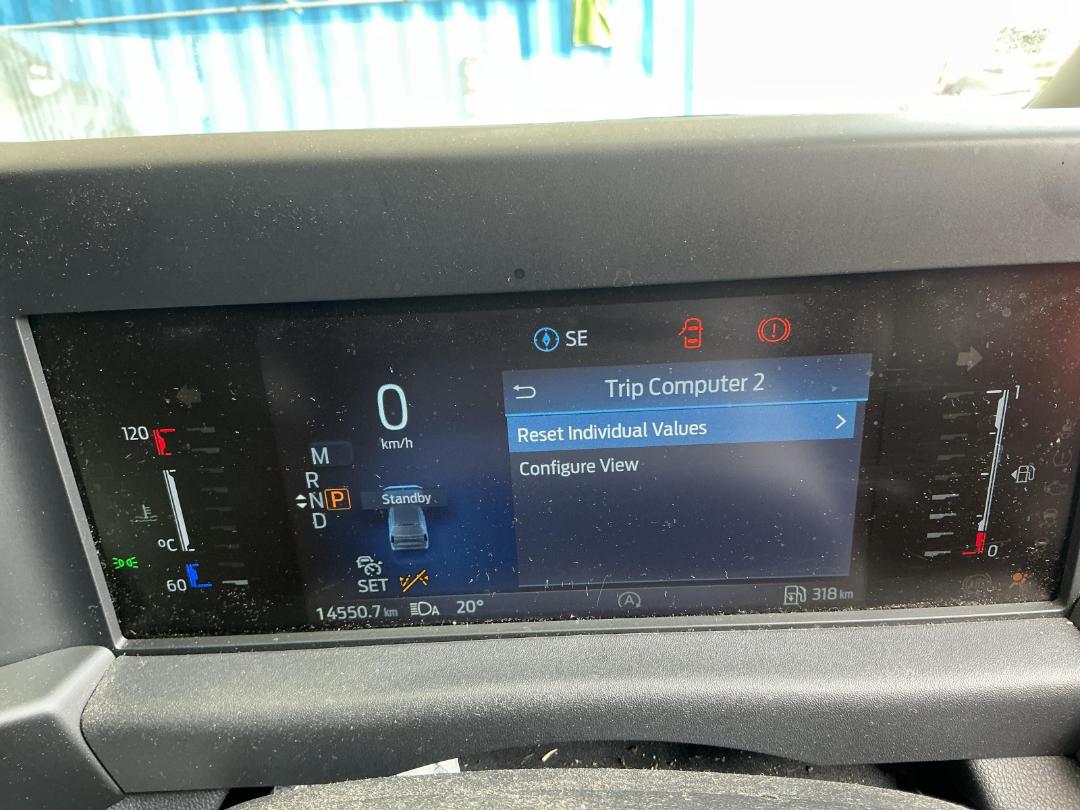 SE
Trip Computer 2
Reset Individual Values
Configure View
0
km/h
120
°C
60
M
R
N
D
P
Standby
SET
14550.7 km
A
20°
A
318 km
1
0